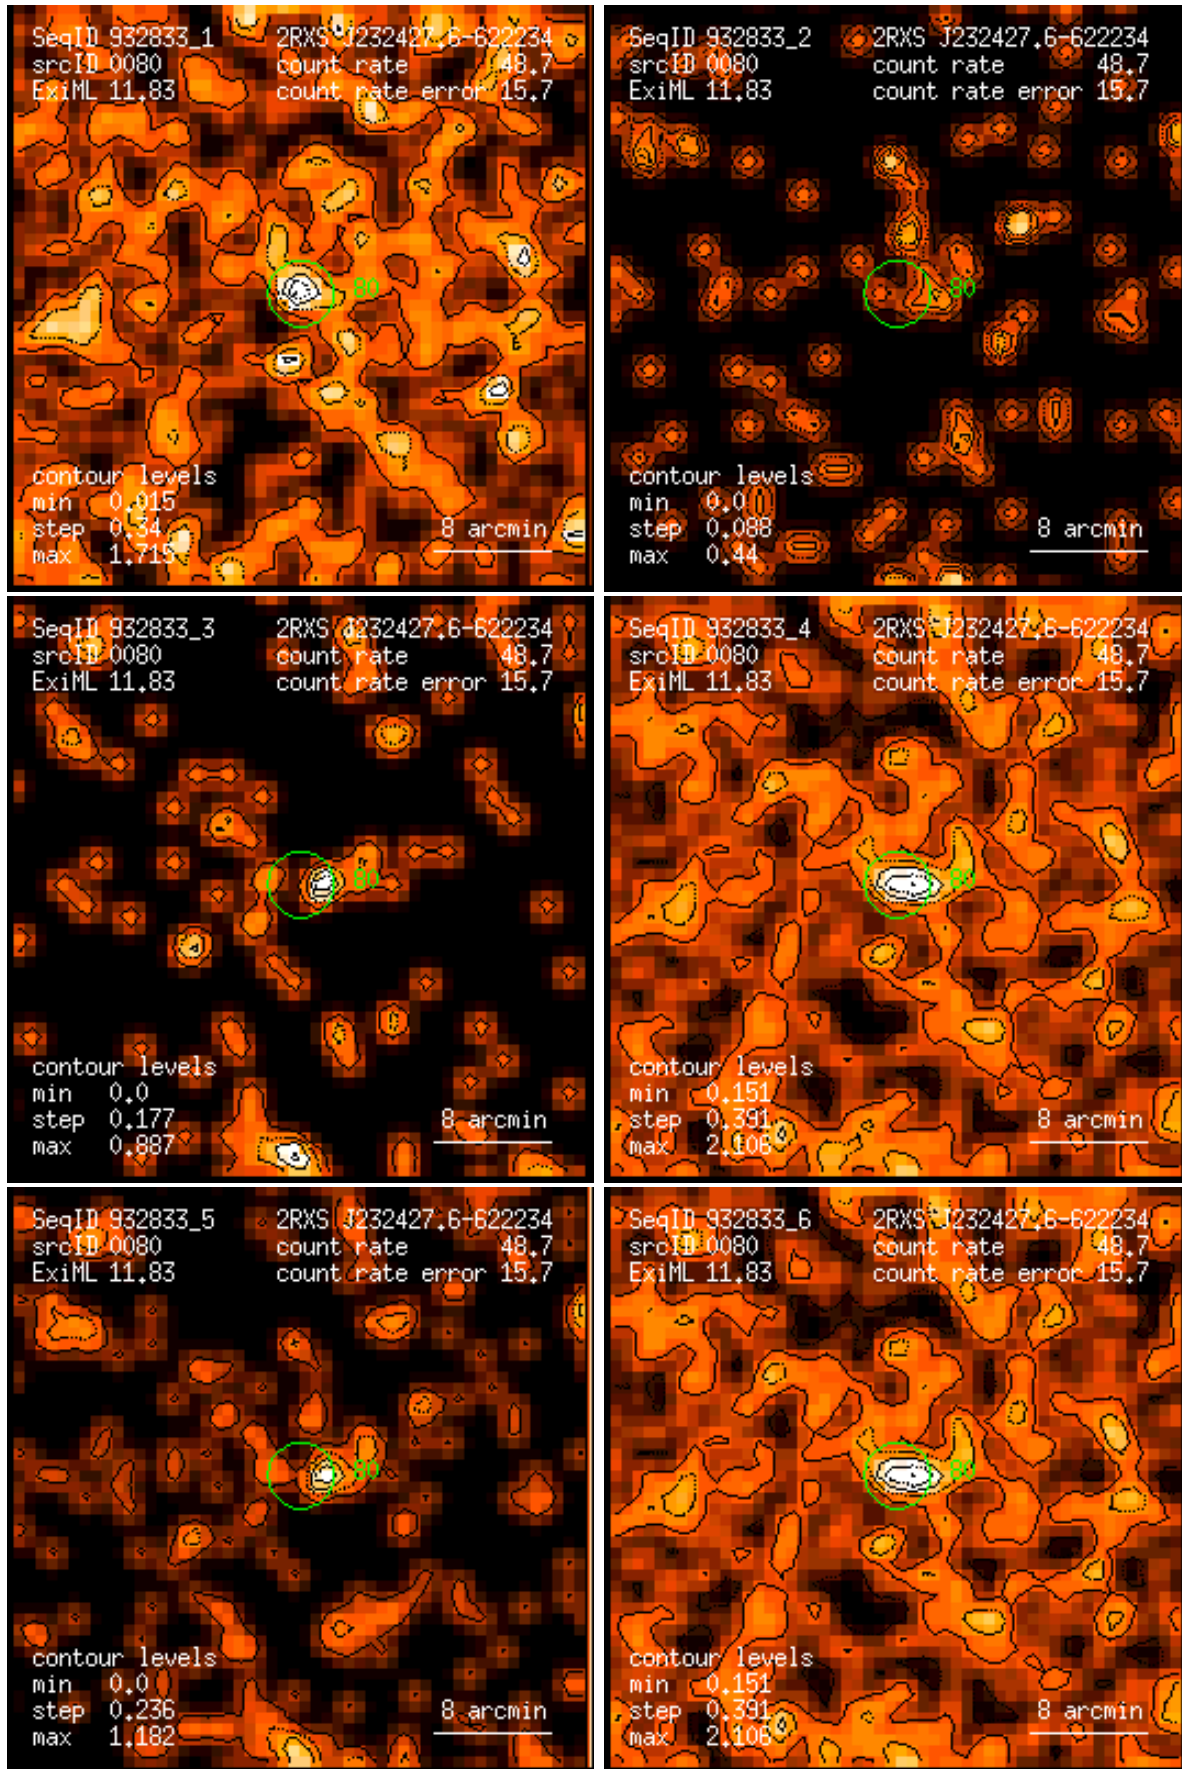 SeqID 932833_1 2RXS J232427.6-622234
srcID 0080 count rate 48.7
ExiML 11.83 count rate error 15.7
80
contour levels
min 0.015
step 0.34
max 1.715
8 arcmin
SeqID 932833_2 2RXS J232427.6-622234
srcID 0080 count rate 48.7
ExiML 11.83 count rate error 15.7
80
contour levels
min 0.0
step 0.088
max 0.44
8 arcmin
SeqID 932833_3 2RXS J232427.6-622234
srcID 0080 count rate 48.7
ExiML 11.83 count rate error 15.7
80
contour levels
min 0.0
step 0.177
max 0.887
8 arcmin
SeqID 932833_4 2RXS J232427.6-622234
srcID 0080 count rate 48.7
ExiML 11.83 count rate error 15.7
80
contour levels
min 0.151
step 0.391
max 2.106
8 arcmin
SeqID 932833_5 2RXS J232427.6-622234
srcID 0080 count rate 48.7
ExiML 11.83 count rate error 15.7
80
contour levels
min 0.0
step 0.236
max 1.182
8 arcmin
SeqID 932833_6 2RXS J232427.6-622234
srcID 0080 count rate 48.7
ExiML 11.83 count rate error 15.7
80
contour levels
min 0.151
step 0.391
max 2.106
8 arcmin